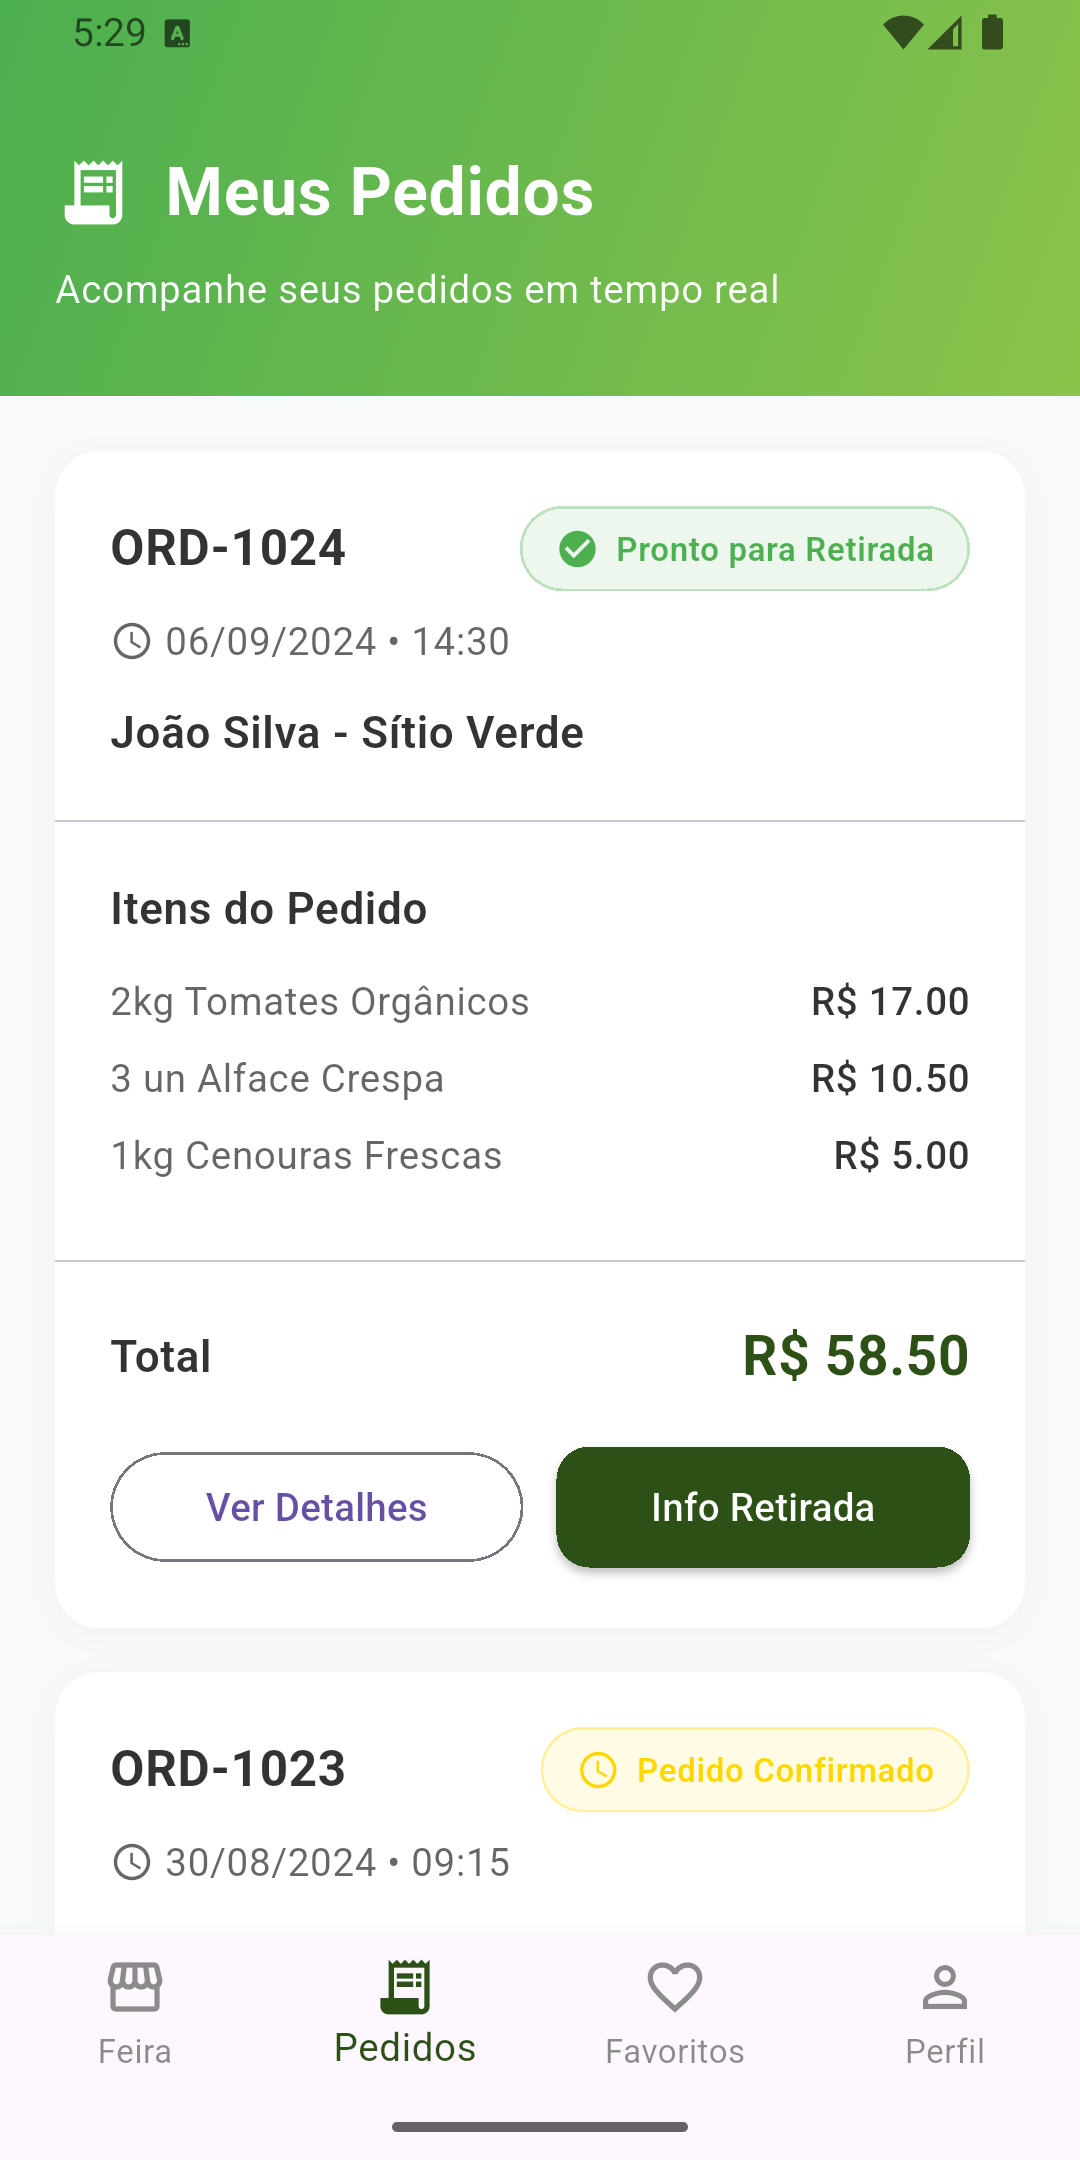 5:29
Meus Pedidos
Acompanhe seus pedidos em tempo real
ORD-1024
Pronto para Retirada
06/09/2024 • 14:30
João Silva - Sítio Verde
Itens do Pedido
2kg Tomates Orgânicos R$ 17.00
3 un Alface Crespa R$ 10.50
1kg Cenouras Frescas R$ 5.00
Total R$ 58.50
Ver Detalhes Info Retirada
ORD-1023
Pedido Confirmado
30/08/2024 • 09:15
Feira Pedidos Favoritos Perfil